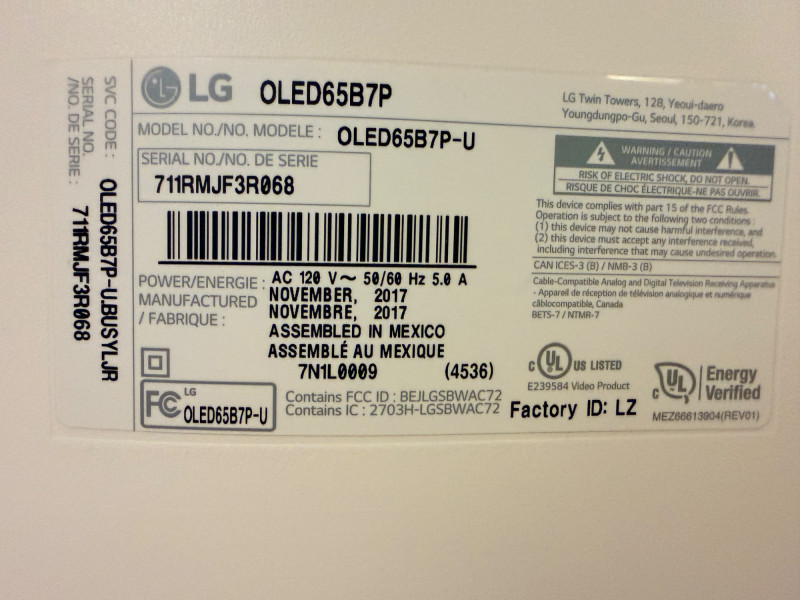 LG OLED65B7P
LG Twin Towers, 128, Yeoui-daero
Youngdungpo-Gu, Seoul, 150-721, Korea
MODEL NO./NO. MODELE : OLED65B7P-U
SERIAL NO./NO. DE SERIE
711RMJF3R068
POWER/ENERGIE : AC 120 V ~ 50/60 Hz 5.0 A
MANUFACTURED NOVEMBER, 2017
/ FABRIQUE : NOVEMBRE, 2017
ASSEMBLED IN MEXICO
ASSEMBLÉ AU MEXIQUE
7N1L0009 (4536)
FC LG
OLED65B7P-U
Contains FCC ID : BEJLGSBWAC72
Contains IC : 2703H-LGSBWAC72
Factory ID: LZ
WARNING / CAUTION
AVERTISSEMENT
RISK OF ELECTRIC SHOCK, DO NOT OPEN.
RISQUE DE CHOC ÉLECTRIQUE-NE PAS OUVRIR.
This device complies with part 15 of the FCC Rules.
Operation is subject to the following two conditions :
(1) this device may not cause harmful interference, and
(2) this device must accept any interference received,
including interference that may cause undesired operation.
CAN ICES-3 (B) / NMB-3 (B)
Cable-Compatible Analog and Digital Television Receiving Apparatus
- Appareil de réception de télévision analogique et numérique
câblocompatible, Canada
BETS-7 / NTMR-7
C UL US LISTED
E239584 Video Product
C UL Energy
Verified
MEZ66613904(REV01)
SVC CODE : OLED65B7P-U.BUSYLJR
SERIAL NO.
/NO. DE SERIE : 711RMJF3R068